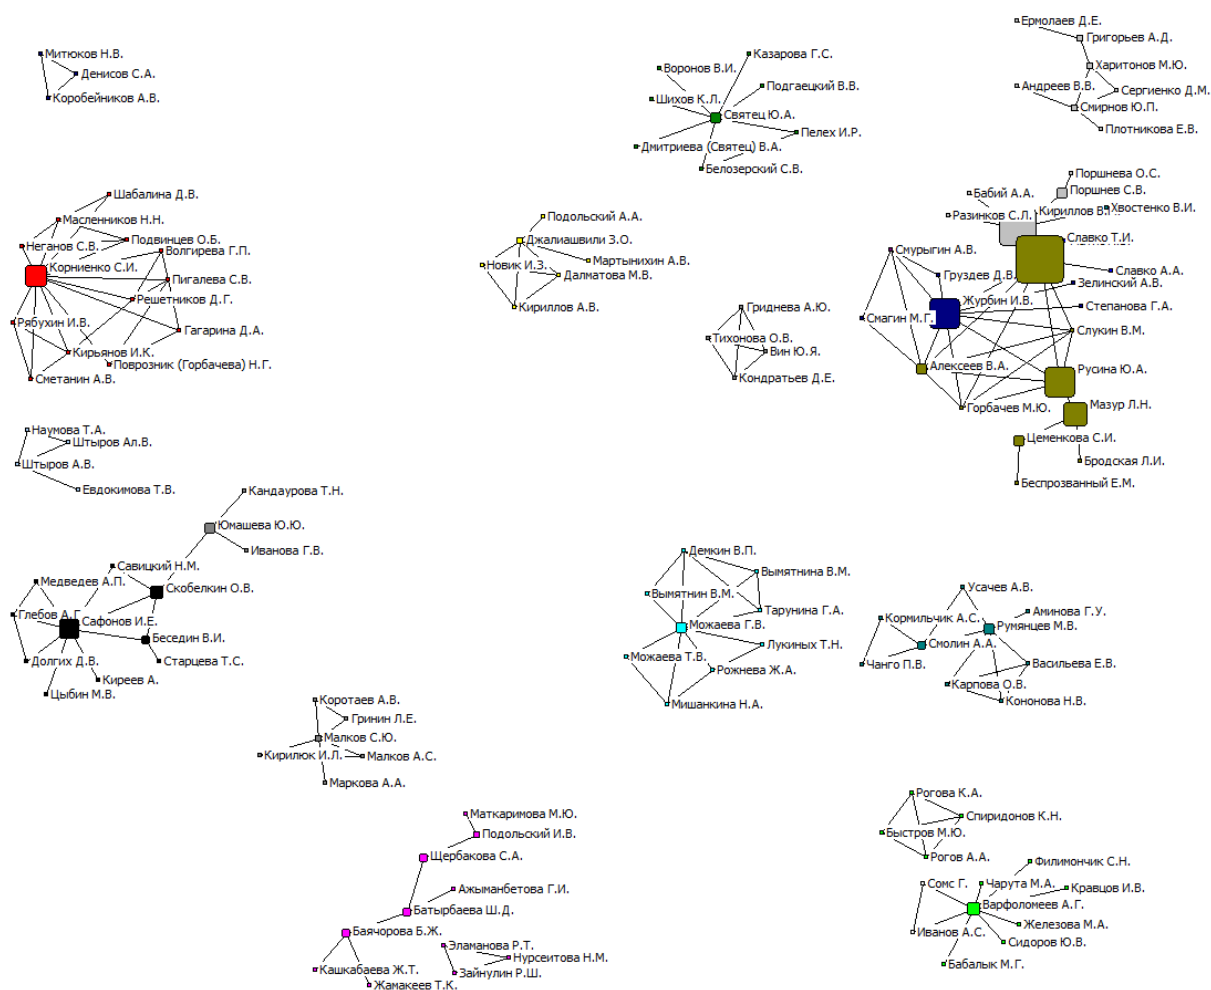 Ермолаев Д.Е.
Григорьев А.Д.
Харитонов М.Ю.
Андреев В.В.
Сергиенко Д.М.
Смирнов Ю.П.
Плотникова Е.В.
Митюков Н.В.
Денисов С.А.
Коробейников А.В.
Казарова Г.С.
Воронов В.И.
Подгаецкий В.В.
Шихов К.Л.
Святец Ю.А.
Пелех И.Р.
Дмитриева (Святец) В.А.
Белозерский С.В.
Шабалина Д.В.
Масленников Н.Н.
Подвинцев О.Б.
Неганов С.В.
Волгирева Г.П.
Корниенко С.И.
Пигалева С.В.
Решетников Д.Г.
Рябухин И.В.
Гагарина Д.А.
Кирьянов И.К.
Поврозник (Горбачева) Н.Г.
Сметанин А.В.
Подольский А.А.
Джалиашвили З.О.
Мартынихин А.В.
Новик И.З.
Далматова М.В.
Кириллов А.В.
Гриднева А.Ю.
Тихонова О.В.
Вин Ю.Я.
Кондратьев Д.Е.
Поршнева О.С.
Бабий А.А.
Поршнев С.В.
Разинков С.Л.
Кириллов В.
Хвостенко В.И.
Славко Т.И.
Смурыгин А.В.
Груздев Д.В.
Славко А.А.
Зелинский А.В.
Журбин И.В.
Степанова Г.А.
Смагин М.Г.
Слукин В.М.
Алексеев В.А.
Русина Ю.А.
Горбачев М.Ю.
Мазур Л.Н.
Цеменкова С.И.
Бродская Л.И.
Беспрозванный Е.М.
Наумова Т.А.
Штыров Ал.В.
Штыров А.В.
Евдокимова Т.В.
Кандаурова Т.Н.
Юмашева Ю.Ю.
Иванова Г.В.
Савицкий Н.М.
Медведев А.П.
Скобелкин О.В.
Глебов А.Г.
Сафонов И.Е.
Беседин В.И.
Долгих Д.В.
Старцева Т.С.
Киреев А.
Цыбин М.В.
Демкин В.П.
Вымятнина В.М.
Вымятнин В.М.
Тарунина Г.А.
Можаева Г.В.
Лукиных Т.Н.
Можаева Т.В.
Рожнева Ж.А.
Мишанкина Н.А.
Усачев А.В.
Кормильчик А.С.
Аминова Г.У.
Румянцев М.В.
Смолин А.А.
Чанго П.В.
Васильева Е.В.
Карпова О.В.
Кононова Н.В.
Коротаев А.В.
Гринин Л.Е.
Малков С.Ю.
Кирилюк И.Л.
Малков А.С.
Маркова А.А.
Маткаримова М.Ю.
Подольский И.В.
Щербакова С.А.
Ажыманбетова Г.И.
Батырбаева Ш.Д.
Баячорова Б.Ж.
Эламанова Р.Т.
Нурсеитова Н.М.
Кашкабаева Ж.Т.
Зайнулин Р.Ш.
Жамакеев Т.К.
Рогова К.А.
Спиридонов К.Н.
Быстров М.Ю.
Рогов А.А.
Филимончик С.Н.
Сомс Г.
Чарута М.А.
Кравцов И.В.
Варфоломеев А.Г.
Железова М.А.
Иванов А.С.
Сидоров Ю.В.
Бабалык М.Г.